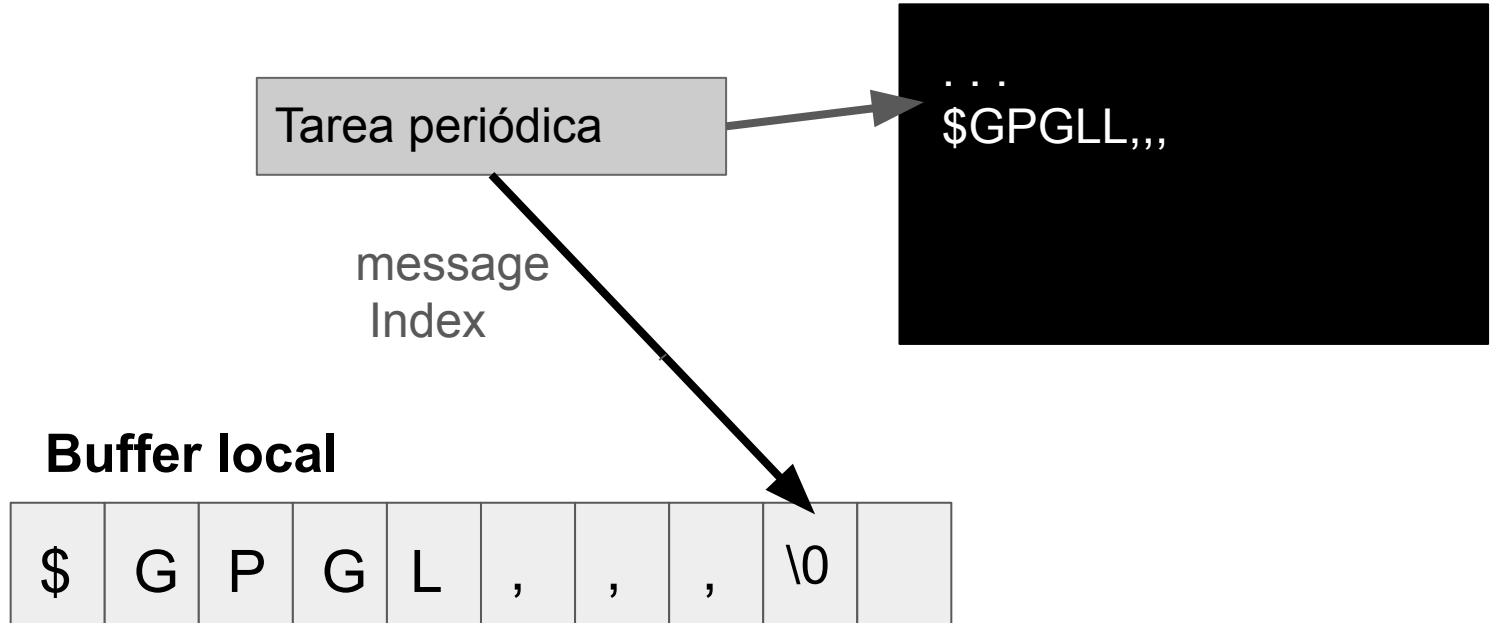 . . .
Tarea periódica
$GPGLL,,,
message
Index
Buffer local
$ G P G L , , , \0